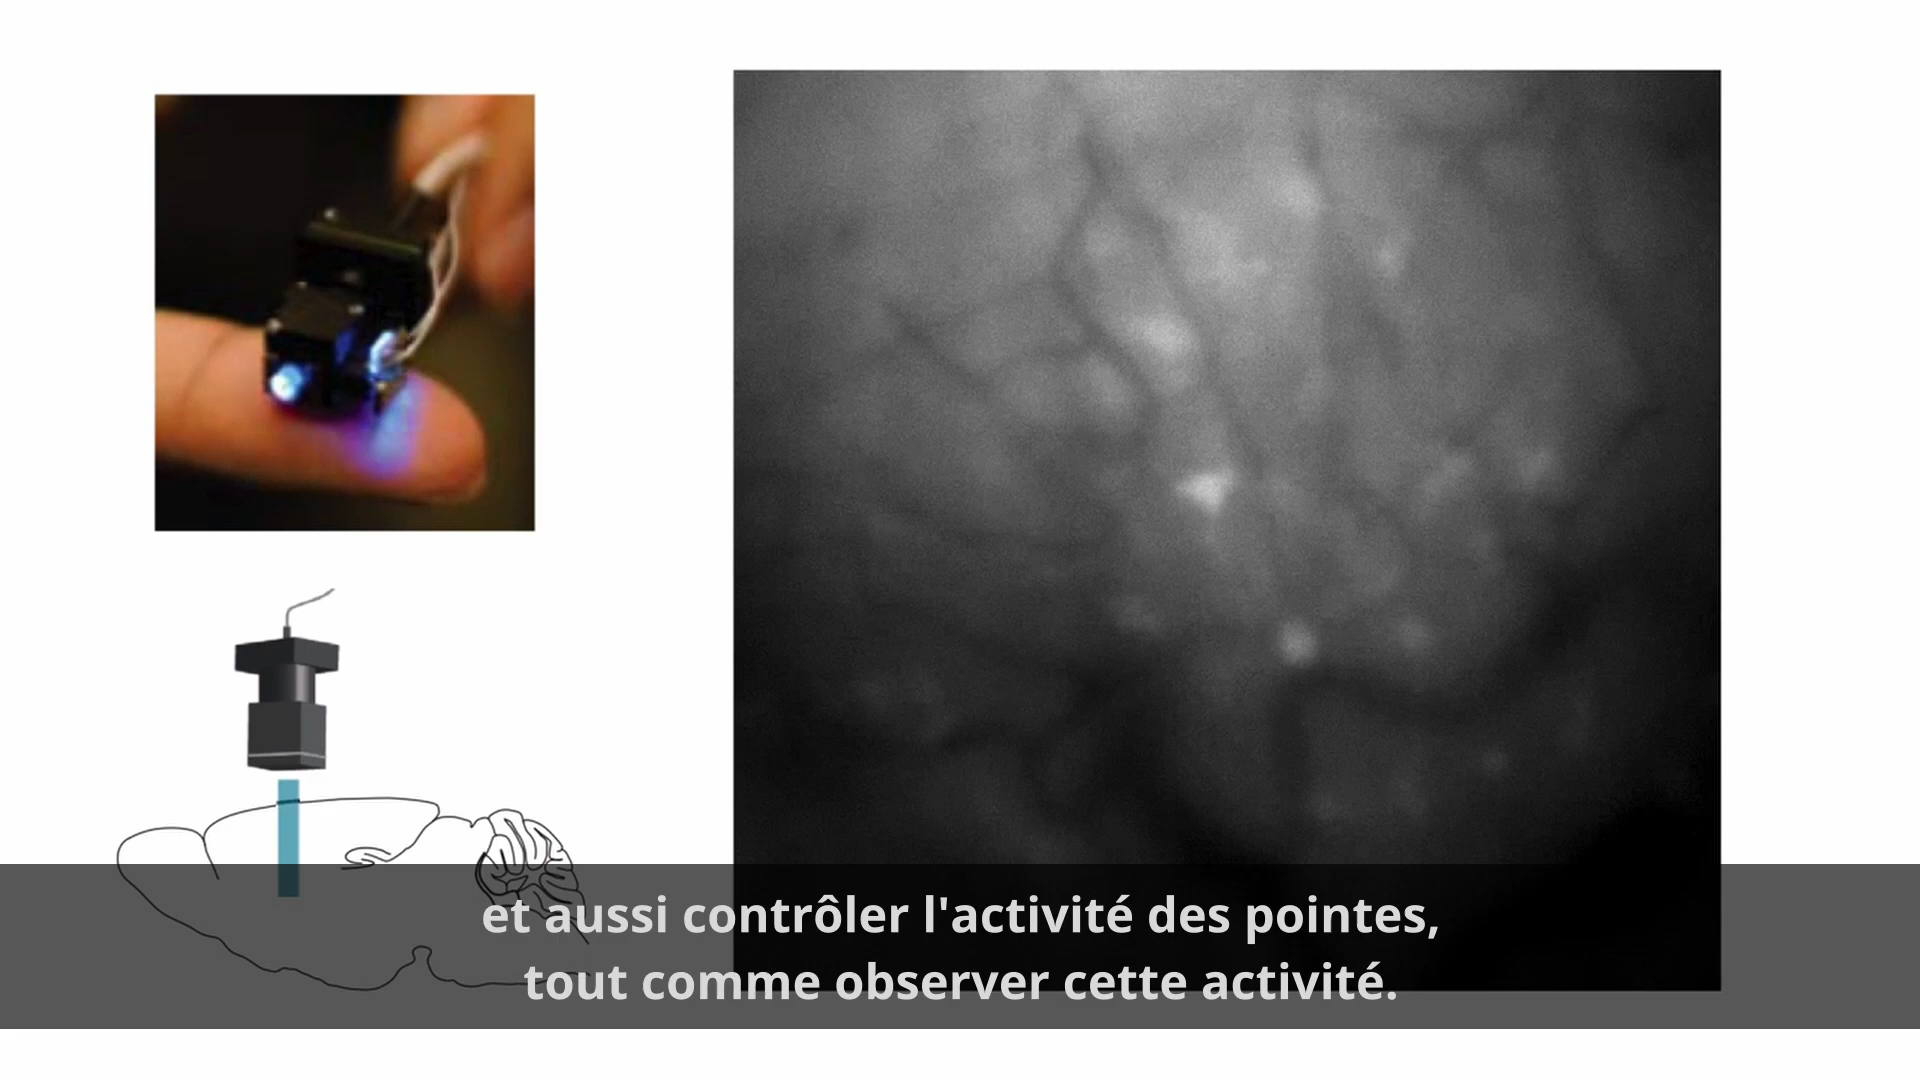 et aussi contrôler l'activité des pointes,
tout comme observer cette activité.